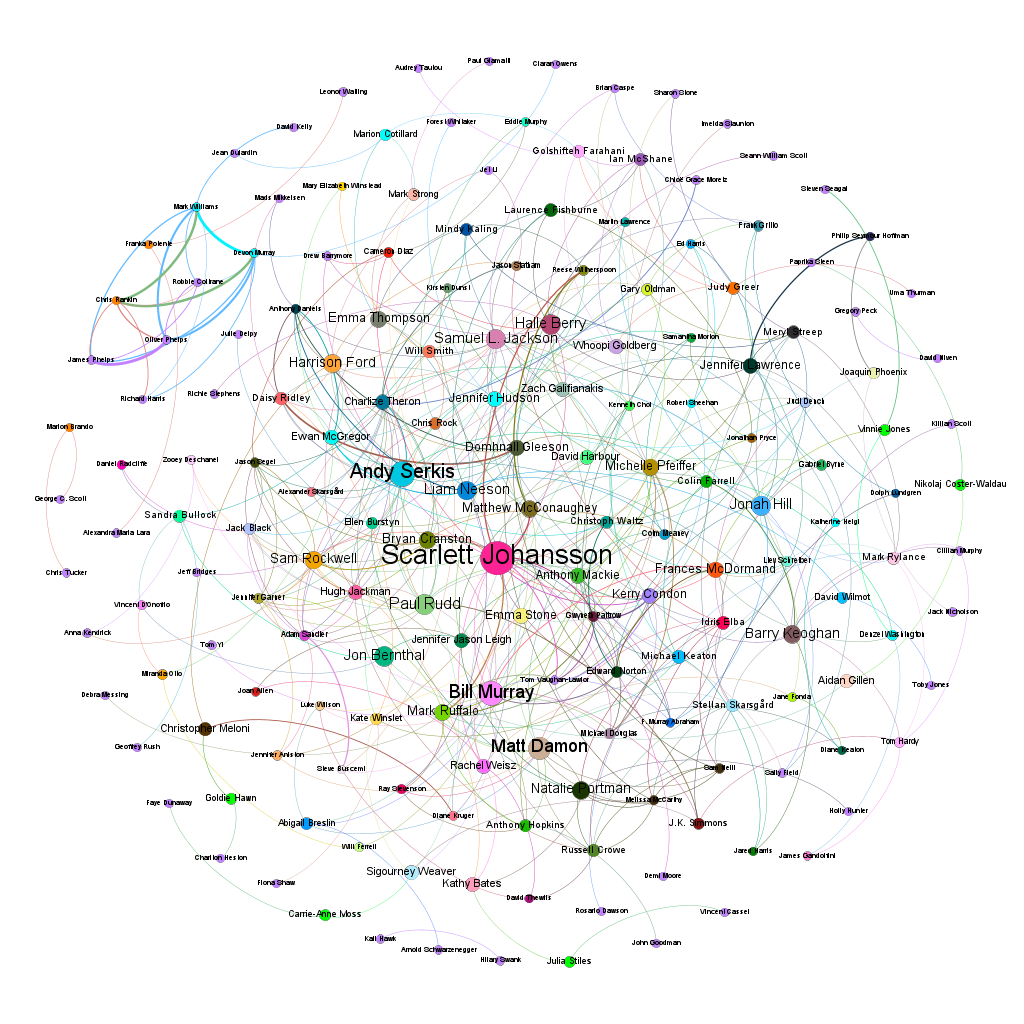 Paul Giamatti
Audrey Tautou
Leonor Watling
Brian Caspe
Sharon Stone
David Kelly
Forest Whitaker
Eddie Murphy
Imelda Staunton
Marion Cotillard
Jean Dujardin
Golshifteh Farahani
Ian McShane
Jet Li
Mary Elizabeth Winslead
Mark Strong
Chloë Grace Moretz
Steven Seagal
Mads Mikkelsen
Mark Williams
Laurence Fishburne
Marlin Lawrence
Frank Grillo
Mindy Kaling
Philip Seymour Hoffman
Franka Potente
Devon Murray
Drew Barrymore
Cameron Diaz
Ed Harris
Jason Statham
Reese Witherspoon
Paprika Steen
Robbie Coltrane
Kirsten Dunst
Gary Oldman
Judy Greer
Uma Thurman
Chris Rankin
Anthony Daniels
Emma Thompson
Halle Berry
Gregory Peck
Julie Delpy
Oliver Phelps
Samuel L. Jackson
Samantha Morton
Meryl Streep
James Phelps
Will Smith
Whoopi Goldberg
David Niven
Harrison Ford
Jennifer Lawrence
Joaquin Phoenix
Richard Harris
Richie Stephens
Daisy Ridley
Charlize Theron
Jennifer Hudson
Zach Galifianakis
Kenneth Choi
Robert Sheehan
Judi Dench
Marlon Brando
Chris Rock
Vinnie Jones
Killian Scott
Ewan McGregor
Domhnall Gleeson
Jonathan Pryce
Daniel Radcliffe
Zooey Deschanel
Jason Segel
David Harbour
Michelle Pfeiffer
Gabriel Byrne
Andy Serkis
Colin Farrell
Nikolaj Coster-Waldau
George C. Scott
Alexander Skarsgård
Liam Neeson
Dolph Lundgren
Matthew McConaughey
Jonah Hill
Sandra Bullock
Jack Black
Ellen Burstyn
Christoph Waltz
Katherine Heigl
Alexandra Maria Lara
Colm Meaney
Bryan Cranston
Cillian Murphy
Scarlett Johansson
Mark Rylance
Sam Rockwell
Liev Schreiber
Chris Tucker
Jeff Bridges
Frances McDormand
Anthony Mackie
Hugh Jackman
Kerry Condon
David Wilmot
Jennifer Garner
Vincent D'Onofrio
Paul Rudd
Jack Nicholson
Emma Stone
Gwyneth Paltrow
Idris Elba
Anna Kendrick
Adam Sandler
Jennifer Jason Leigh
Barry Keoghan
Denzel Washington
Tom Yi
Jon Bernthal
Michael Keaton
Miranda Otto
Edward Norton
Tom Vaughan-Lawlor
Aidan Gillen
Toby Jones
Debra Messing
Joan Allen
Bill Murray
Jane Fonda
Luke Wilson
Stellan Skarsgård
Kate Winslet
Mark Ruffalo
F. Murray Abraham
Christopher Meloni
Michael Douglas
Geoffrey Rush
Matt Damon
Diane Keaton
Tom Hardy
Jennifer Aniston
Steve Buscemi
Rachel Weisz
Sam Neill
Sally Field
Ray Stevenson
Natalie Portman
Faye Dunaway
Goldie Hawn
Melissa McCarthy
Holly Hunter
Abigail Breslin
Diane Kruger
Anthony Hopkins
J.K. Simmons
Will Ferrell
Russell Crowe
Jared Harris
James Gandolfini
Charlton Heston
Sigourney Weaver
Fiona Shaw
Kathy Bates
Demi Moore
David Thewlis
Carrie-Anne Moss
Rosario Dawson
Vincent Cassel
Kali Hawk
Arnold Schwarzenegger
John Goodman
Hilary Swank
Julia Stiles